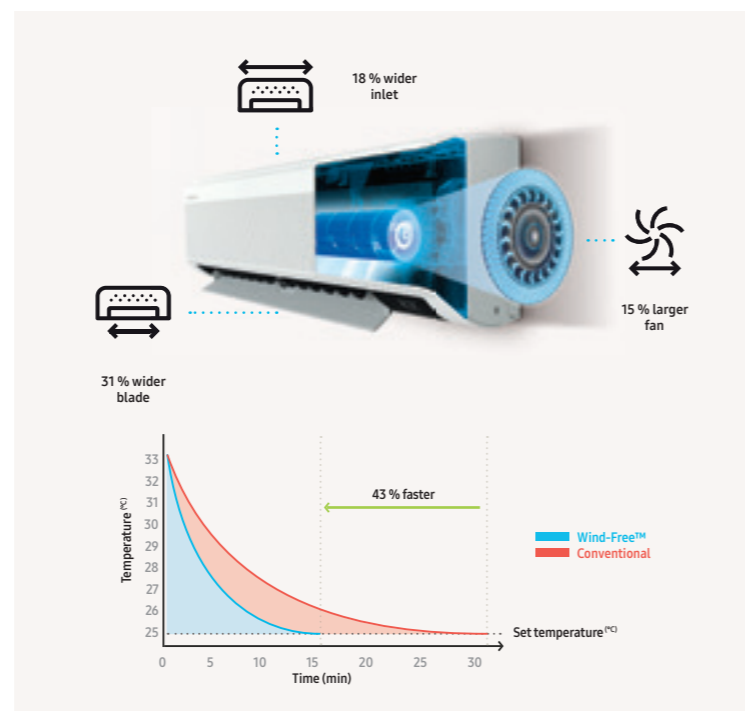 18 % wider
inlet
15 % larger
fan
31 % wider
blade
43 % faster
Temperature (°C)
33
32
31
30
29
28
27
26
25
Wind-Free™
Conventional
Set temperature (°C)
0 5 10 15 20 25 30
Time (min)